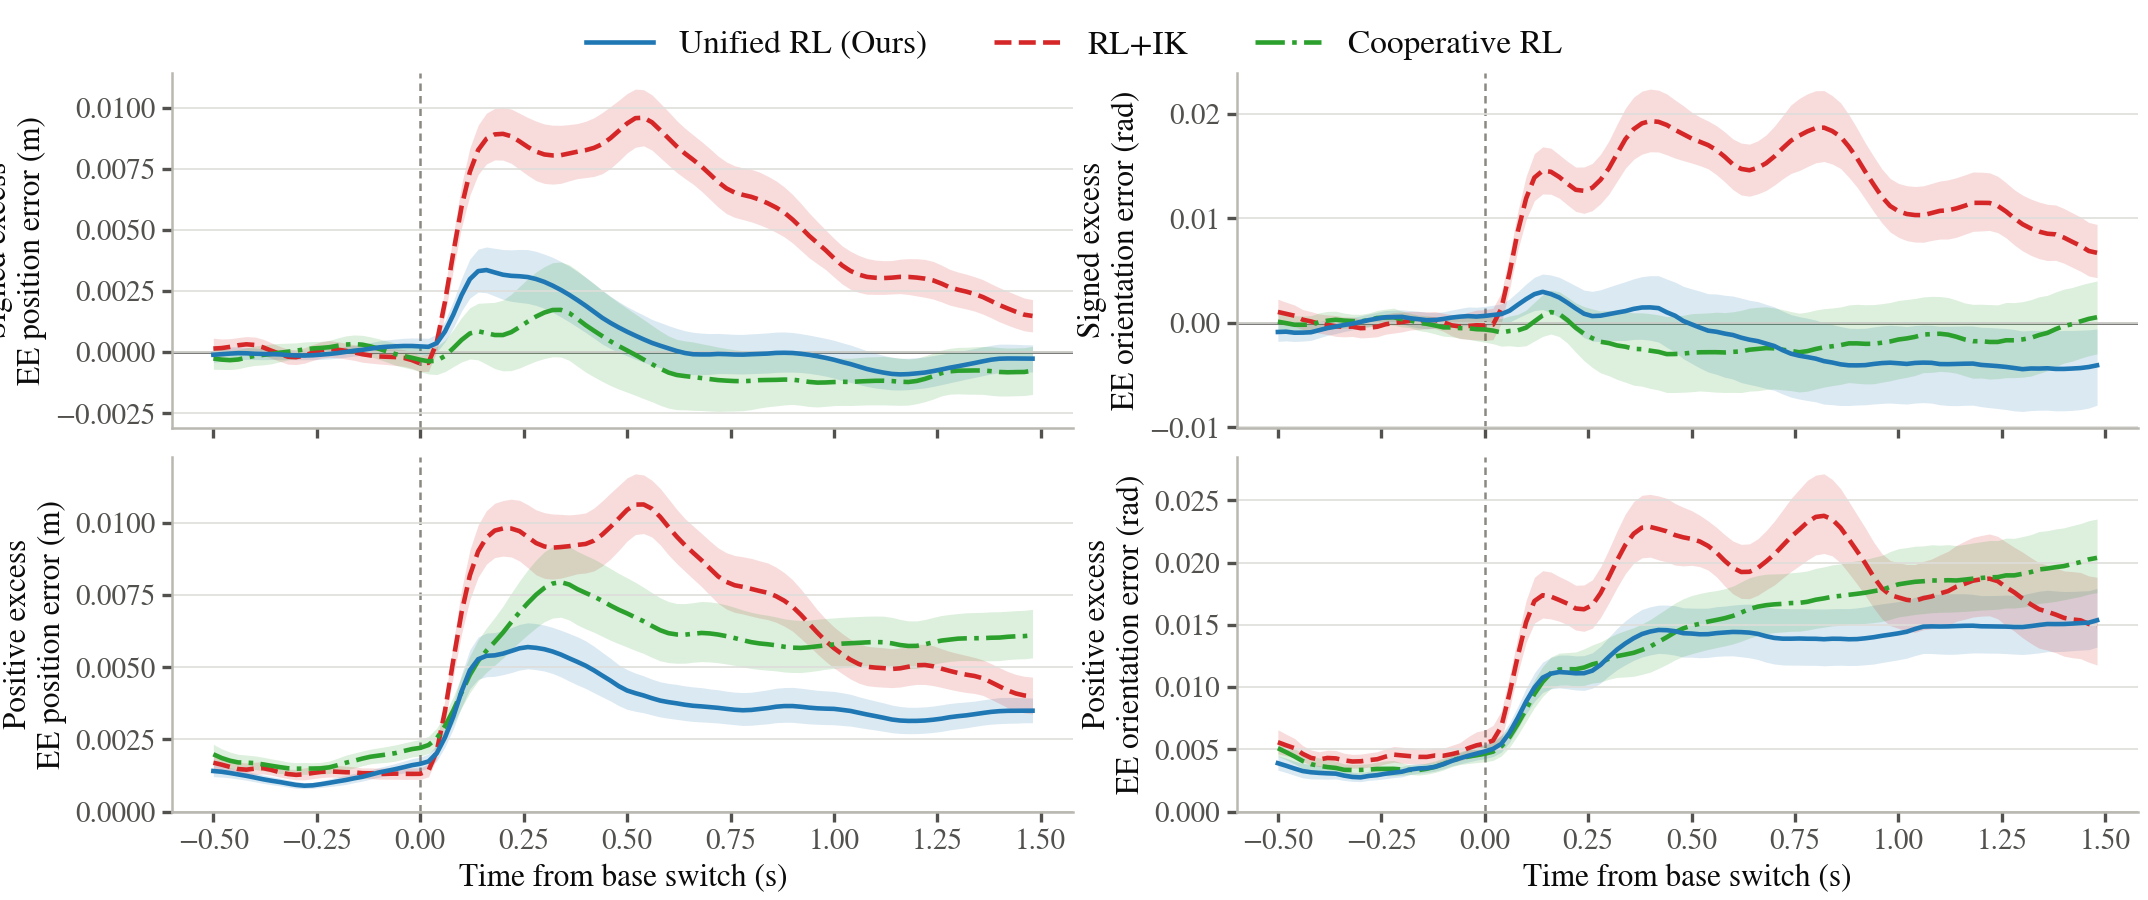 Unified RL (Ours) RL+IK Cooperative RL
EE position error (m)
0.0100
0.0075
0.0050
0.0025
0.0000
−0.0025
Signed excess
EE orientation error (rad)
0.02
0.01
0.00
−0.01
Positive excess
EE position error (m)
0.0100
0.0075
0.0050
0.0025
0.0000
−0.50 −0.25 0.00 0.25 0.50 0.75 1.00 1.25 1.50
Time from base switch (s)
Positive excess
EE orientation error (rad)
0.025
0.020
0.015
0.010
0.005
0.000
−0.50 −0.25 0.00 0.25 0.50 0.75 1.00 1.25 1.50
Time from base switch (s)